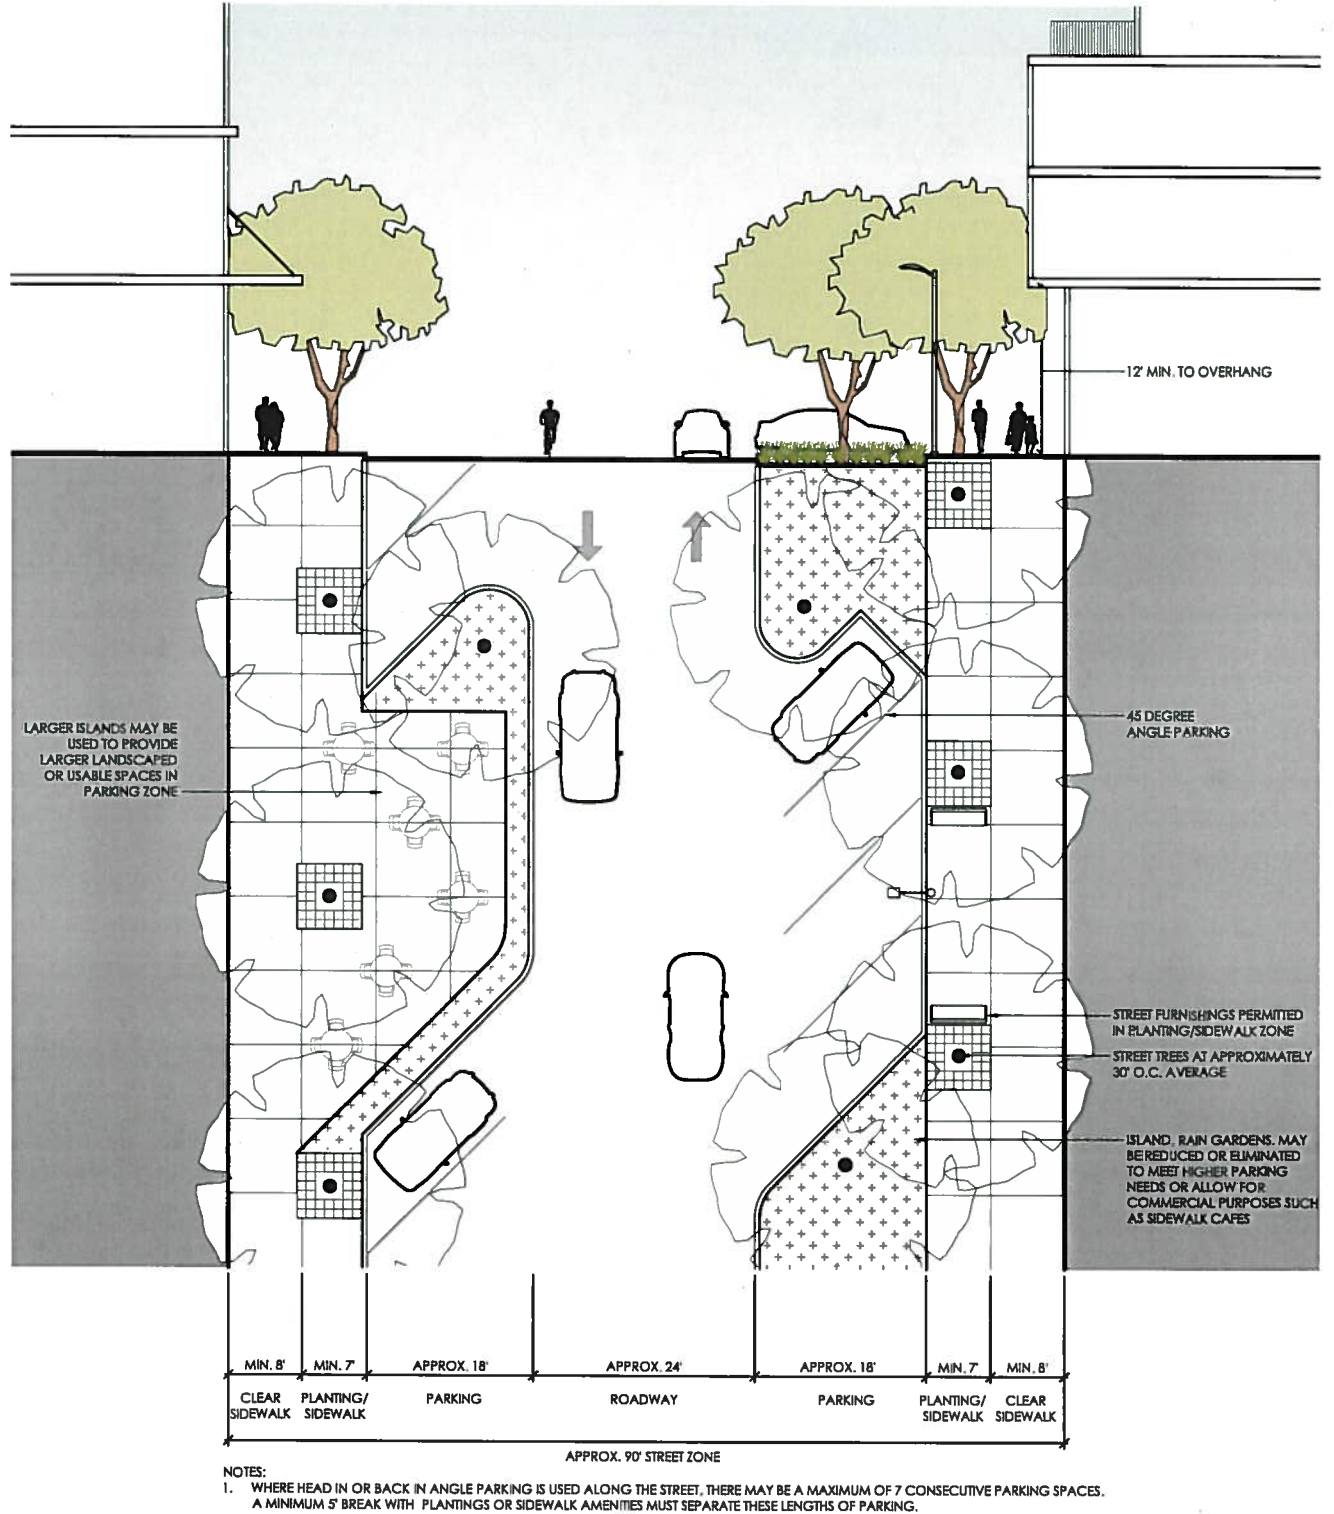 12' MIN. TO OVERHANG
LARGER ISLANDS MAY BE
USED TO PROVIDE
LARGER LANDSCAPED
OR USABLE SPACES IN
PARKING ZONE
45 DEGREE
ANGLE PARKING
STREET FURNISHINGS PERMITTED
IN PLANTING/SIDEWALK ZONE
STREET TREES AT APPROXIMATELY
30' O.C. AVERAGE
ISLAND, RAIN GARDENS. MAY
BE REDUCED OR ELIMINATED
TO MEET HIGHER PARKING
NEEDS OR ALLOW FOR
COMMERCIAL PURPOSES SUCH
AS SIDEWALK CAFES
MIN. 8' MIN. 7' APPROX. 18' APPROX. 24' APPROX. 18' MIN. 7' MIN. 8'
CLEAR PLANTING/ PARKING ROADWAY PARKING PLANTING/ CLEAR
SIDEWALK SIDEWALK SIDEWALK SIDEWALK
APPROX. 90' STREET ZONE
NOTES:
1. WHERE HEAD IN OR BACK IN ANGLE PARKING IS USED ALONG THE STREET, THERE MAY BE A MAXIMUM OF 7 CONSECUTIVE PARKING SPACES.
A MINIMUM 5' BREAK WITH PLANTINGS OR SIDEWALK AMENITIES MUST SEPARATE THESE LENGTHS OF PARKING.